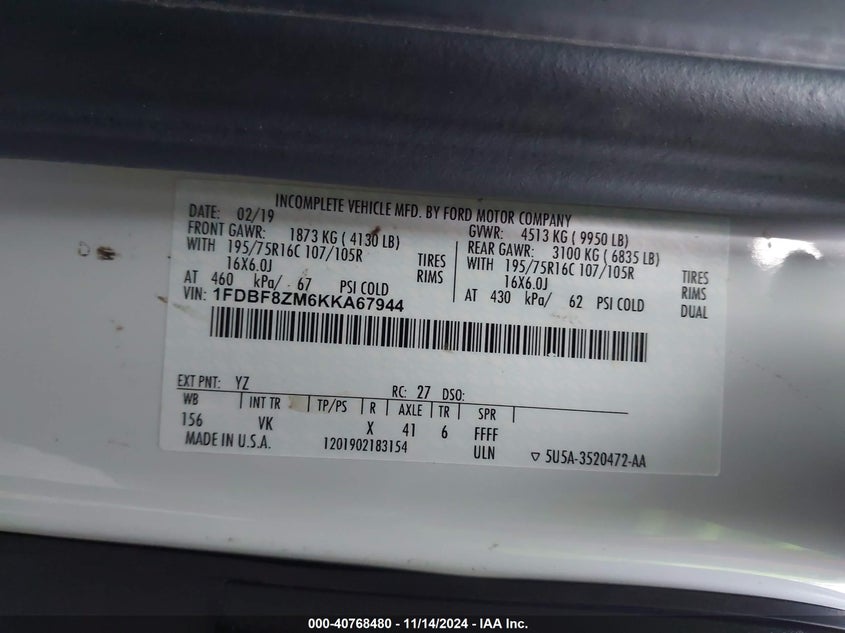 INCOMPLETE VEHICLE MFD. BY FORD MOTOR COMPANY
DATE: 02/19 GVWR: 4513 KG ( 9950 LB)
FRONT GAWR: 1873 KG ( 4130 LB) REAR GAWR: 3100 KG ( 6835 LB)
WITH 195/75R16C 107/105R TIRES WITH 195/75R16C 107/105R TIRES
16X6.0J RIMS 16X6.0J RIMS
AT 460 kPa/ 67 PSI COLD AT 430 kPa/ 62 PSI COLD DUAL
VIN: 1FDBF8ZM6KKA67944
EXT PNT: YZ RC: 27 DSO:
WB INT TR TP/PS R AXLE TR SPR
156 VK X 41 6 FFFF
MADE IN U.S.A. 1201902183154 ULN ▽ 5U5A-3520472-AA
000-40768480 - 11/14/2024 - IAA Inc.